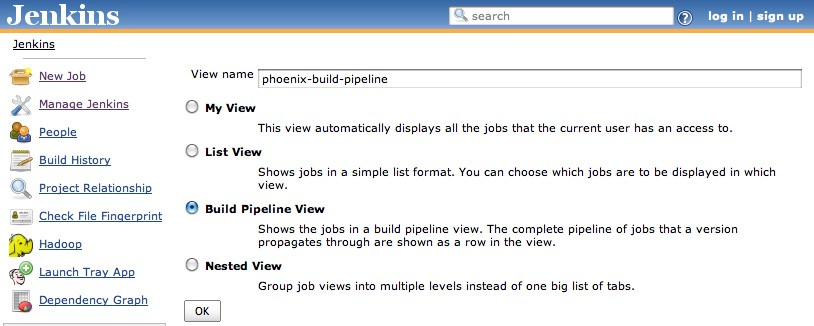 Jenkins
search
?
log in | sign up
Jenkins
New Job
Manage Jenkins
People
Build History
Project Relationship
Check File Fingerprint
Hadoop
Launch Tray App
Dependency Graph
View name phoenix-build-pipeline
My View
This view automatically displays all the jobs that the current user has an access to.
List View
Shows jobs in a simple list format. You can choose which jobs are to be displayed in which
view.
Build Pipeline View
Shows the jobs in a build pipeline view. The complete pipeline of jobs that a version
propagates through are shown as a row in the view.
Nested View
Group job views into multiple levels instead of one big list of tabs.
OK